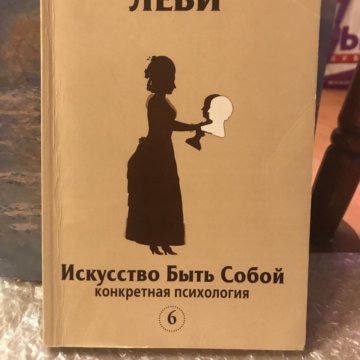 ЛЕВИ
Искусство Быть Собой
конкретная психология
6